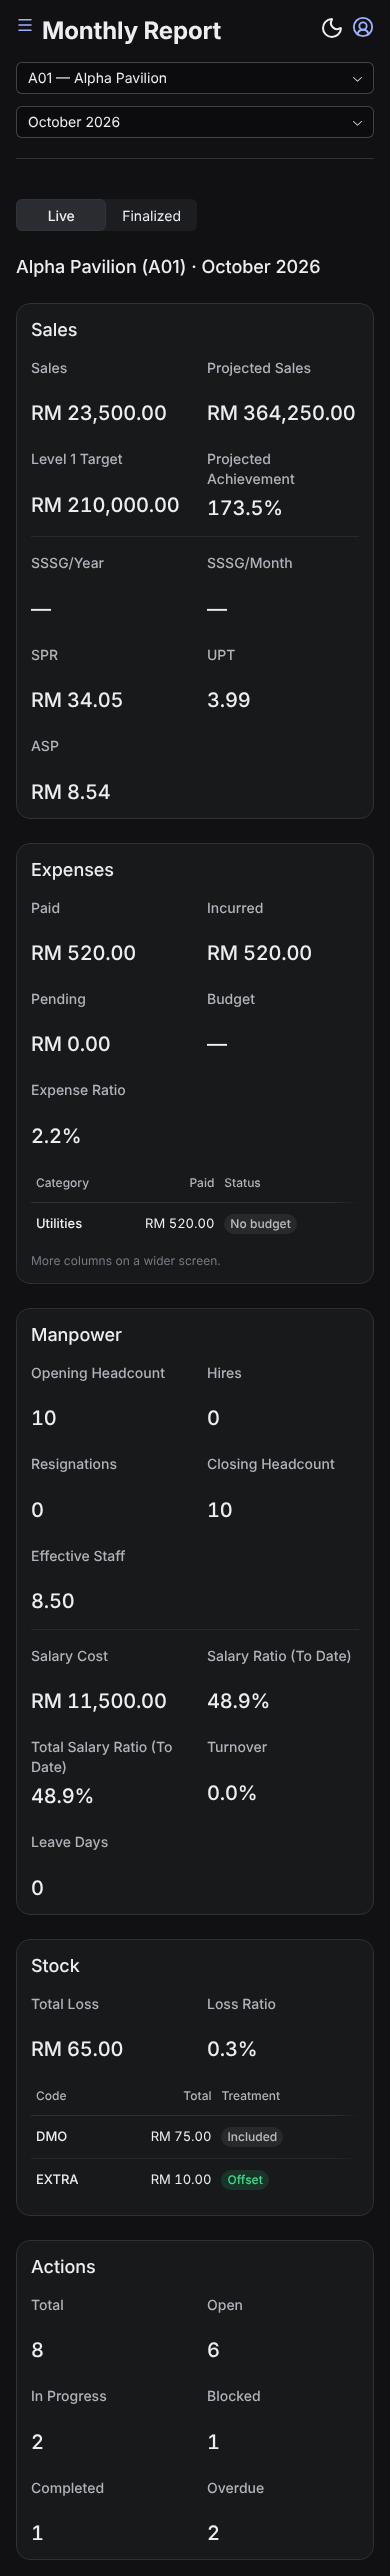 Monthly Report
A01 — Alpha Pavilion
October 2026
Live Finalized
Alpha Pavilion (A01) · October 2026
Sales
Sales Projected Sales
RM 23,500.00 RM 364,250.00
Level 1 Target Projected
Achievement
RM 210,000.00 173.5%
SSSG/Year SSSG/Month
— —
SPR UPT
RM 34.05 3.99
ASP
RM 8.54
Expenses
Paid Incurred
RM 520.00 RM 520.00
Pending Budget
RM 0.00 —
Expense Ratio
2.2%
Category Paid Status
Utilities RM 520.00 No budget
More columns on a wider screen.
Manpower
Opening Headcount Hires
10 0
Resignations Closing Headcount
0 10
Effective Staff
8.50
Salary Cost Salary Ratio (To Date)
RM 11,500.00 48.9%
Total Salary Ratio (To Turnover
Date)
48.9% 0.0%
Leave Days
0
Stock
Total Loss Loss Ratio
RM 65.00 0.3%
Code Total Treatment
DMO RM 75.00 Included
EXTRA RM 10.00 Offset
Actions
Total Open
8 6
In Progress Blocked
2 1
Completed Overdue
1 2